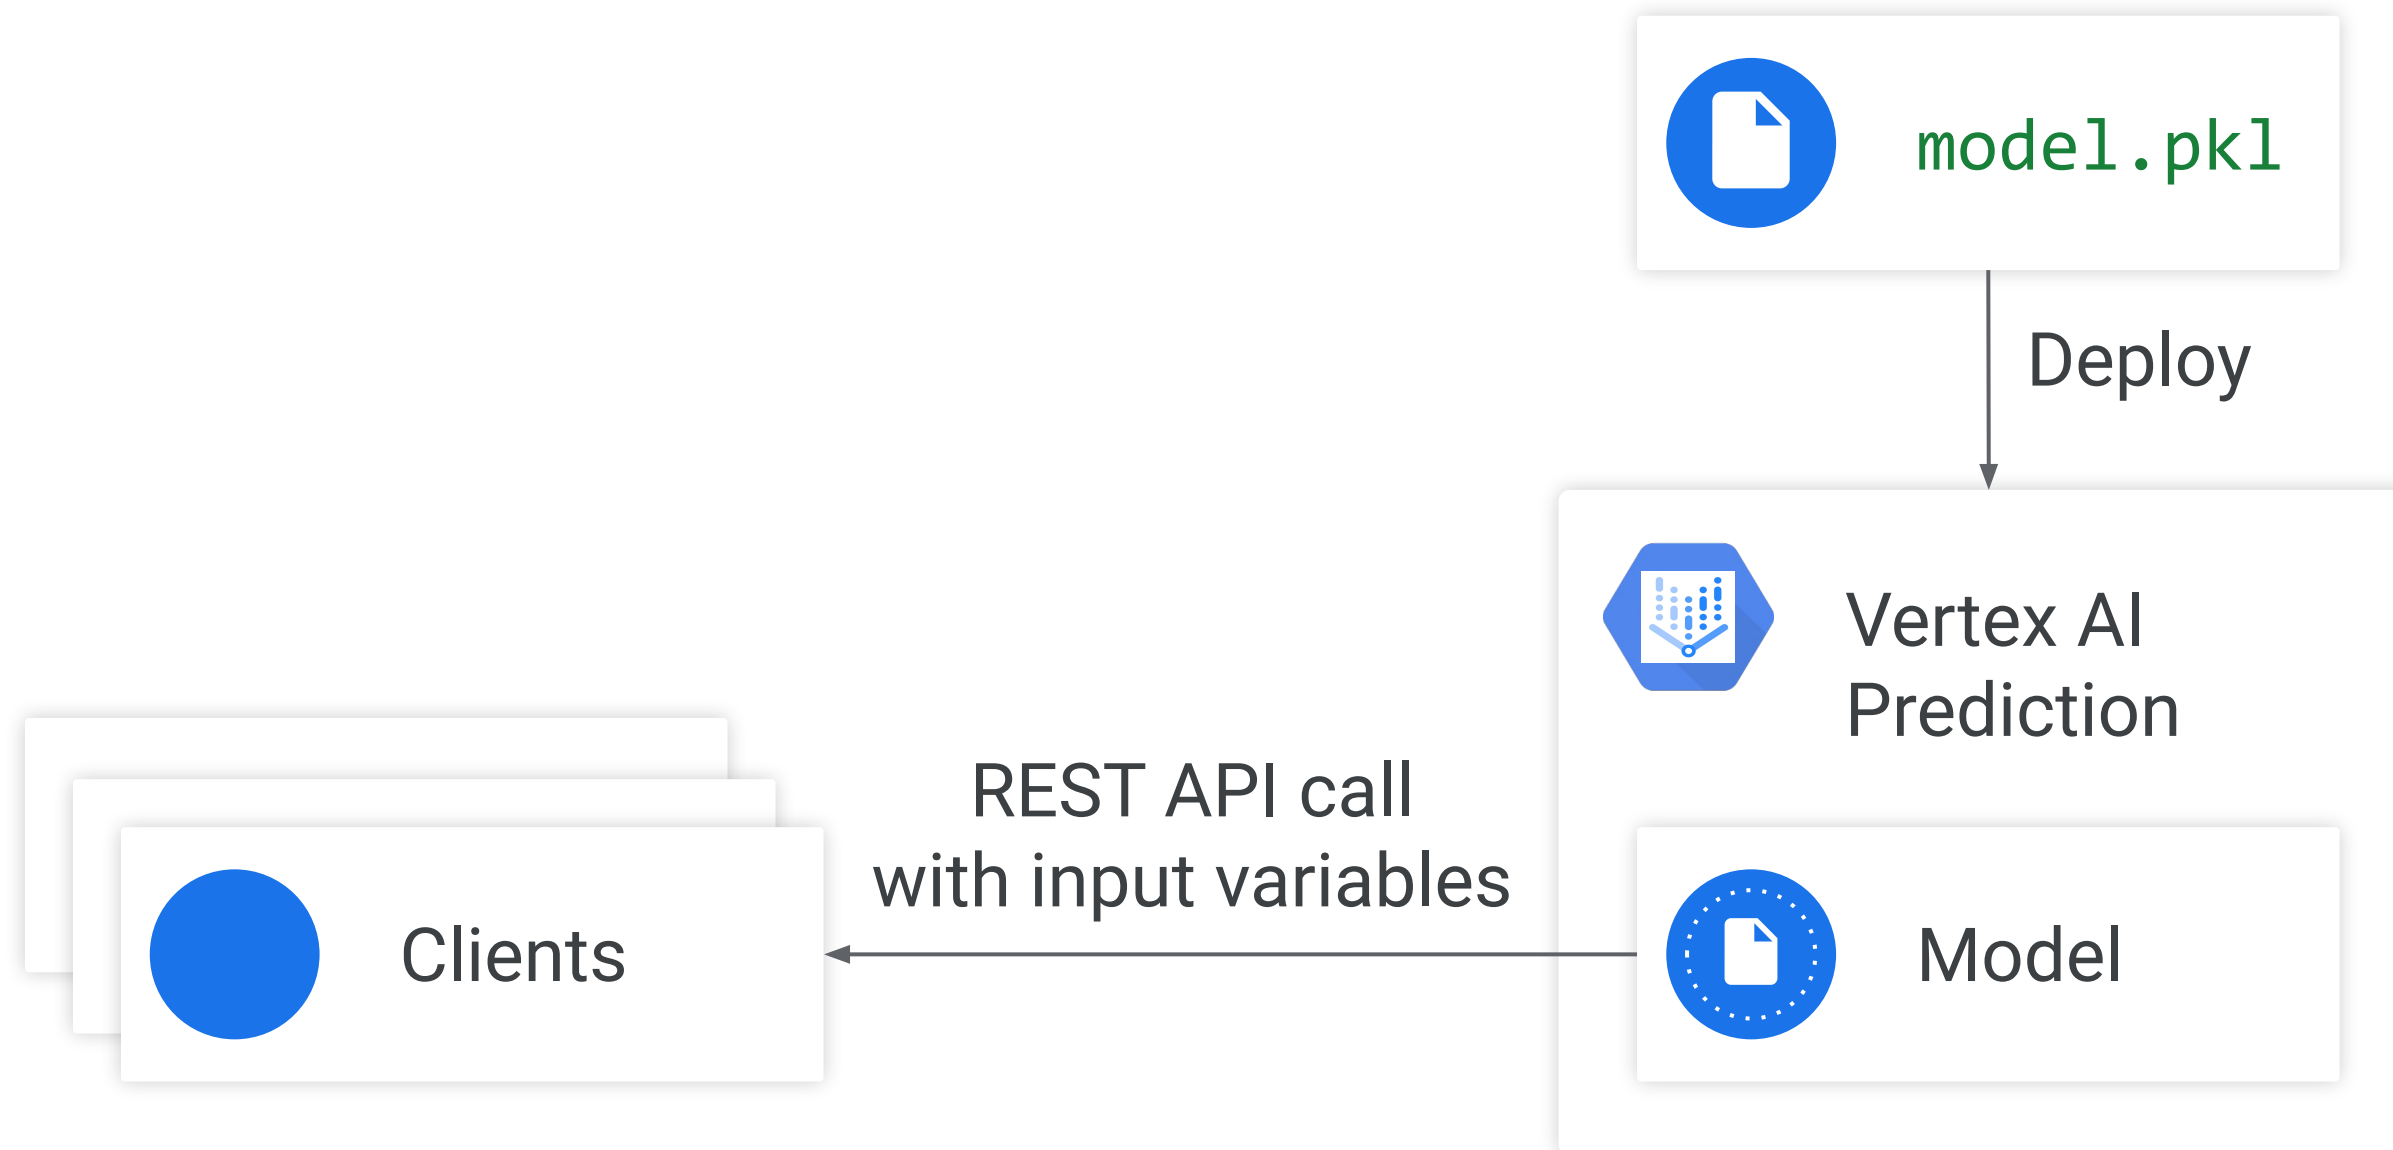 model.pkl
Deploy
Vertex AI
Prediction
REST API call
with input variables
Clients
Model